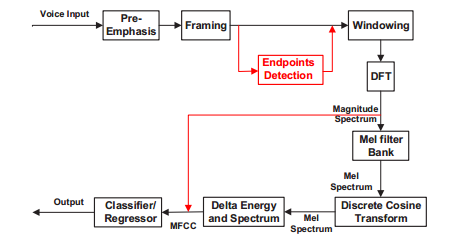 Voice Input
Pre-
Emphasis
Framing
Windowing
Endpoints
Detection
DFT
Magnitude
Spectrum
Mel filter
Bank
Mel
Spectrum
Output
Classifier/
Regressor
MFCC
Delta Energy
and Spectrum
Mel
Spectrum
Discrete Cosine
Transform